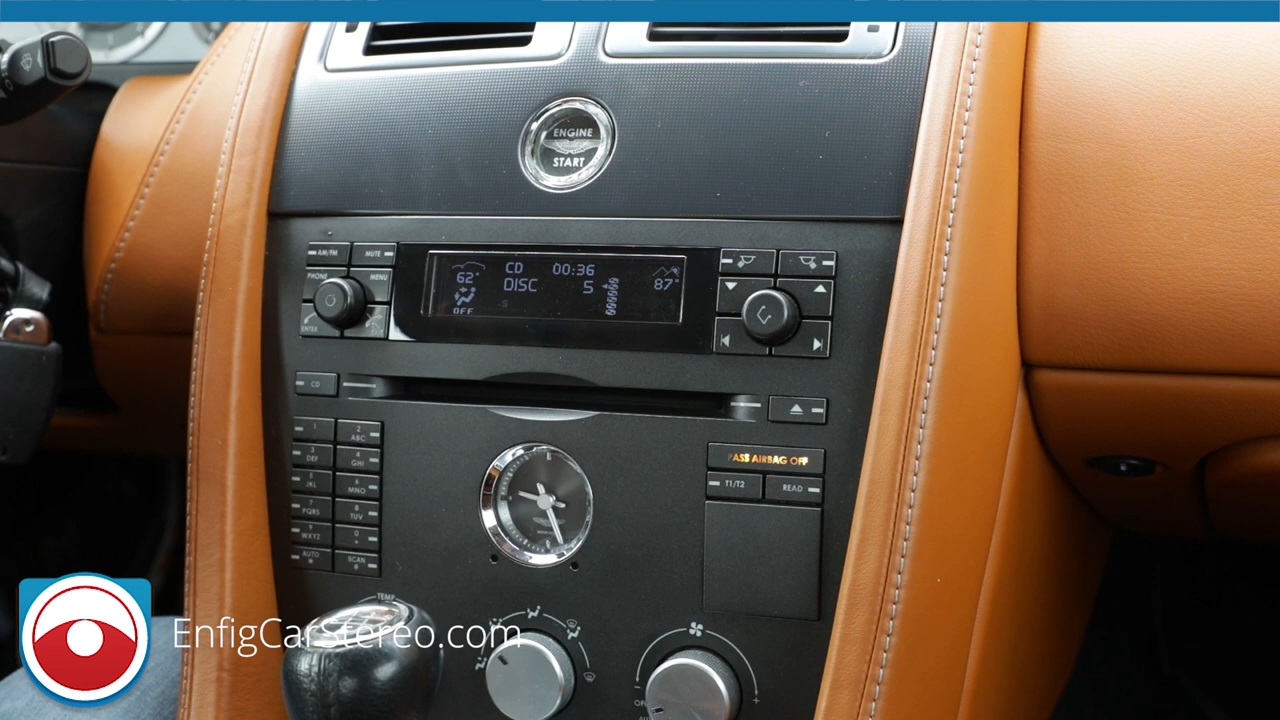 ENGINE
START
AM/FM
MUTE
PHONE
MENU
ENTER
CD 00:36
62° DISC 5 87°
OFF
CD
1
2
ABC
3
DEF
4
GHI
5
JKL
6
MNO
7
PQRS
8
TUV
9
WXYZ
0
+
AUTO
SCAN
PASS AIRBAG OFF
T1/T2
READ
TEMP
EnfigCarStereo.com